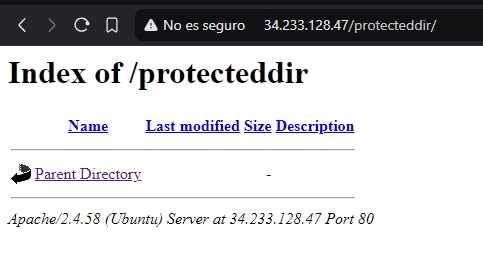 No es seguro 34.233.128.47/protecteddir/
Index of /protecteddir
Name Last modified Size Description
Parent Directory -
Apache/2.4.58 (Ubuntu) Server at 34.233.128.47 Port 80